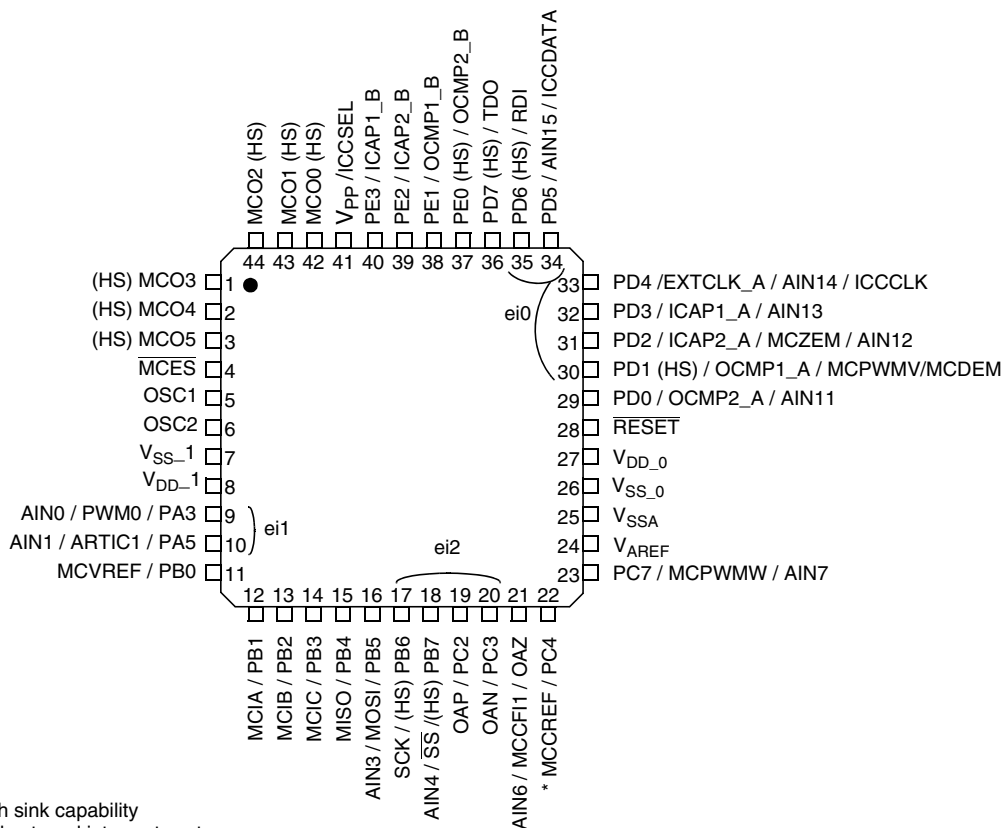 MCO2 (HS)
MCO1 (HS)
MCO0 (HS)
VPP /ICCSEL
PE3 / ICAP1_B
PE2 / ICAP2_B
PE1 / OCMP1_B
PE0 (HS) / OCMP2_B
PD7 (HS) / TDO
PD6 (HS) / RDI
PD5 / AIN15 / ICCDATA
44 43 42 41 40 39 38 37 36 35 34
(HS) MCO3 1
(HS) MCO4 2
(HS) MCO5 3
MCES 4
OSC1 5
OSC2 6
VSS_1 7
VDD_1 8
AIN0 / PWM0 / PA3 9
AIN1 / ARTIC1 / PA5 10
MCVREF / PB0 11
ei1
ei0
ei2
33 PD4 /EXTCLK_A / AIN14 / ICCCLK
32 PD3 / ICAP1_A / AIN13
31 PD2 / ICAP2_A / MCZEM / AIN12
30 PD1 (HS) / OCMP1_A / MCPWMV/MCDEM
29 PD0 / OCMP2_A / AIN11
28 RESET
27 VDD_0
26 VSS_0
25 VSSA
24 VAREF
23 PC7 / MCPWMW / AIN7
12 13 14 15 16 17 18 19 20 21 22
MCIA / PB1
MCIB / PB2
MCIC / PB3
MISO / PB4
AIN3 / MOSI / PB5
SCK / (HS) PB6
AIN4 / SS /(HS) PB7
OAP / PC2
OAN / PC3
AIN6 / MCCFI1 / OAZ
* MCCREF / PC4
sink capability